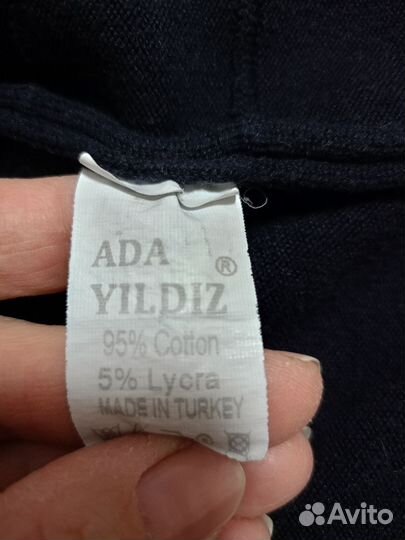 ADA
YILDIZ ®
95% Cotton
5% Lycra
MADE IN TURKEY
Avito